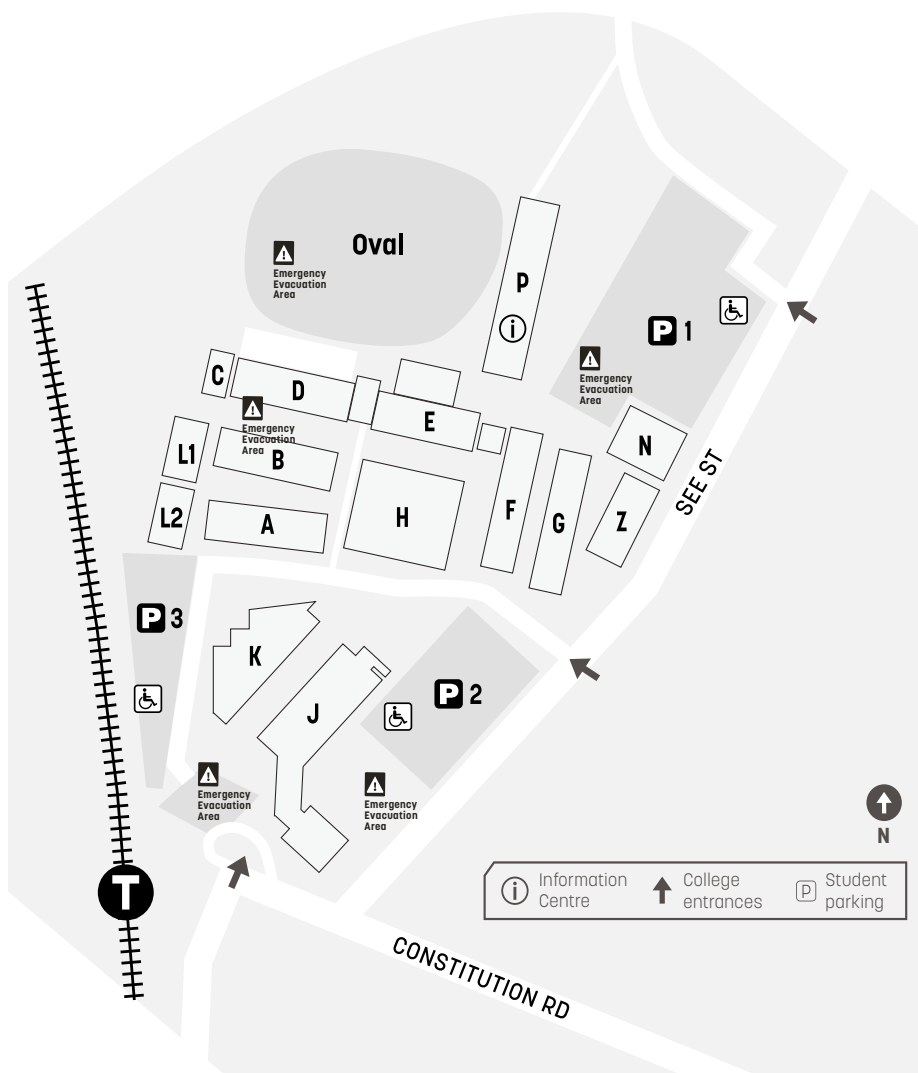 Oval
Emergency
Evacuation
Area
P
i
P 1
Emergency
Evacuation
Area
C
D
E
Emergency
Evacuation
Area
L1
B
N
SEE ST
L2
A
H
F
G
Z
P 3
K
P 2
J
Emergency
Evacuation
Area
Emergency
Evacuation
Area
N
T
i
Information
Centre
College
entrances
P
Student
parking
CONSTITUTION RD